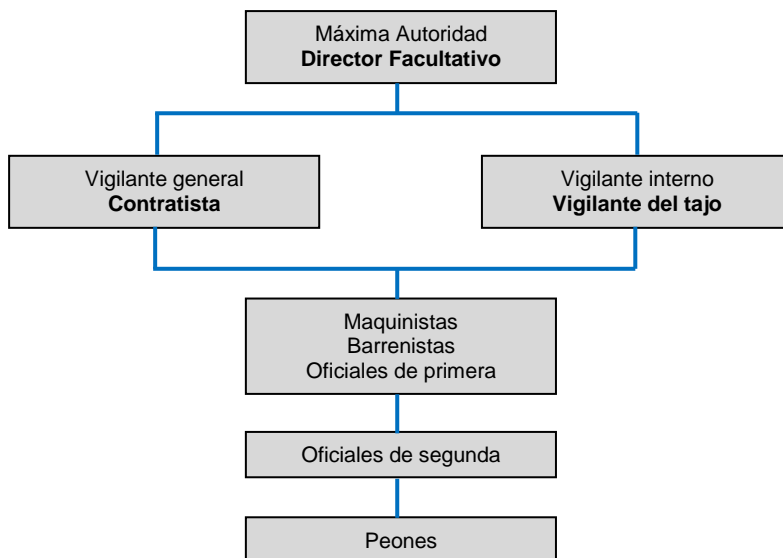 Máxima Autoridad
Director Facultativo
Vigilante general
Contratista
Vigilante interno
Vigilante del tajo
Maquinistas
Barrenistas
Oficiales de primera
Oficiales de segunda
Peones